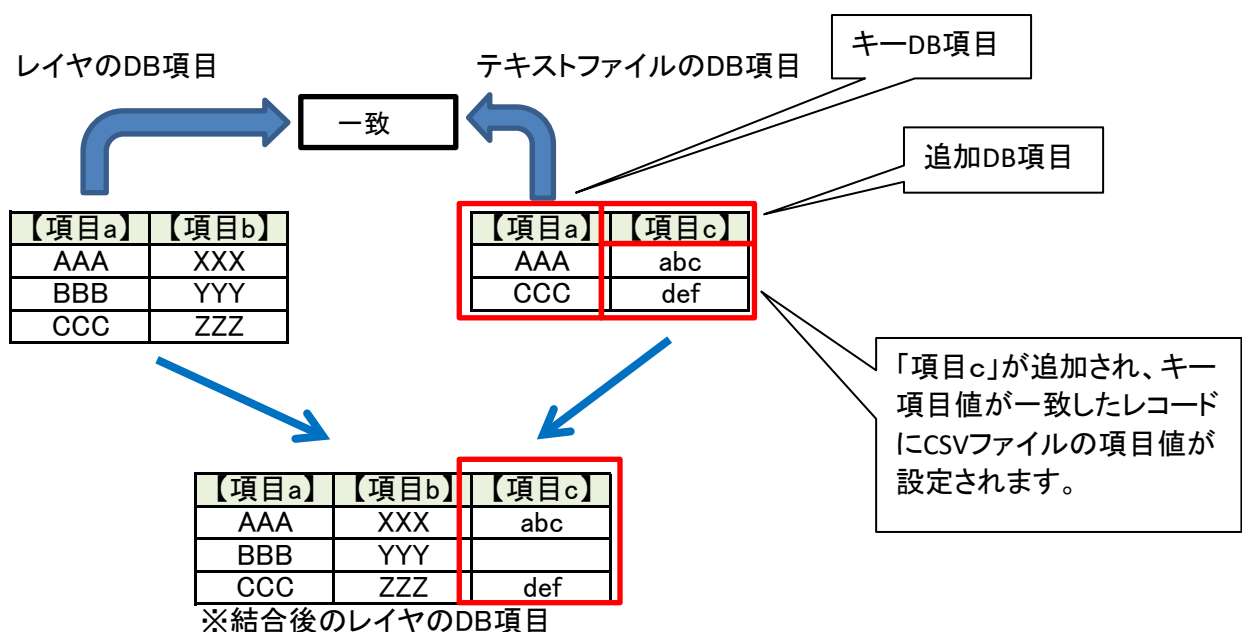 キーDB項目
レイヤのDB項目
テキストファイルのDB項目
一致
追加DB項目
【項目a】 【項目b】
AAA XXX
BBB YYY
CCC ZZZ
【項目a】 【項目c】
AAA abc
CCC def
「項目c」が追加され、キー
項目値が一致したレコード
にCSVファイルの項目値が
設定されます。
【項目a】 【項目b】 【項目c】
AAA XXX abc
BBB YYY
CCC ZZZ def
※結合後のレイヤのDB項目